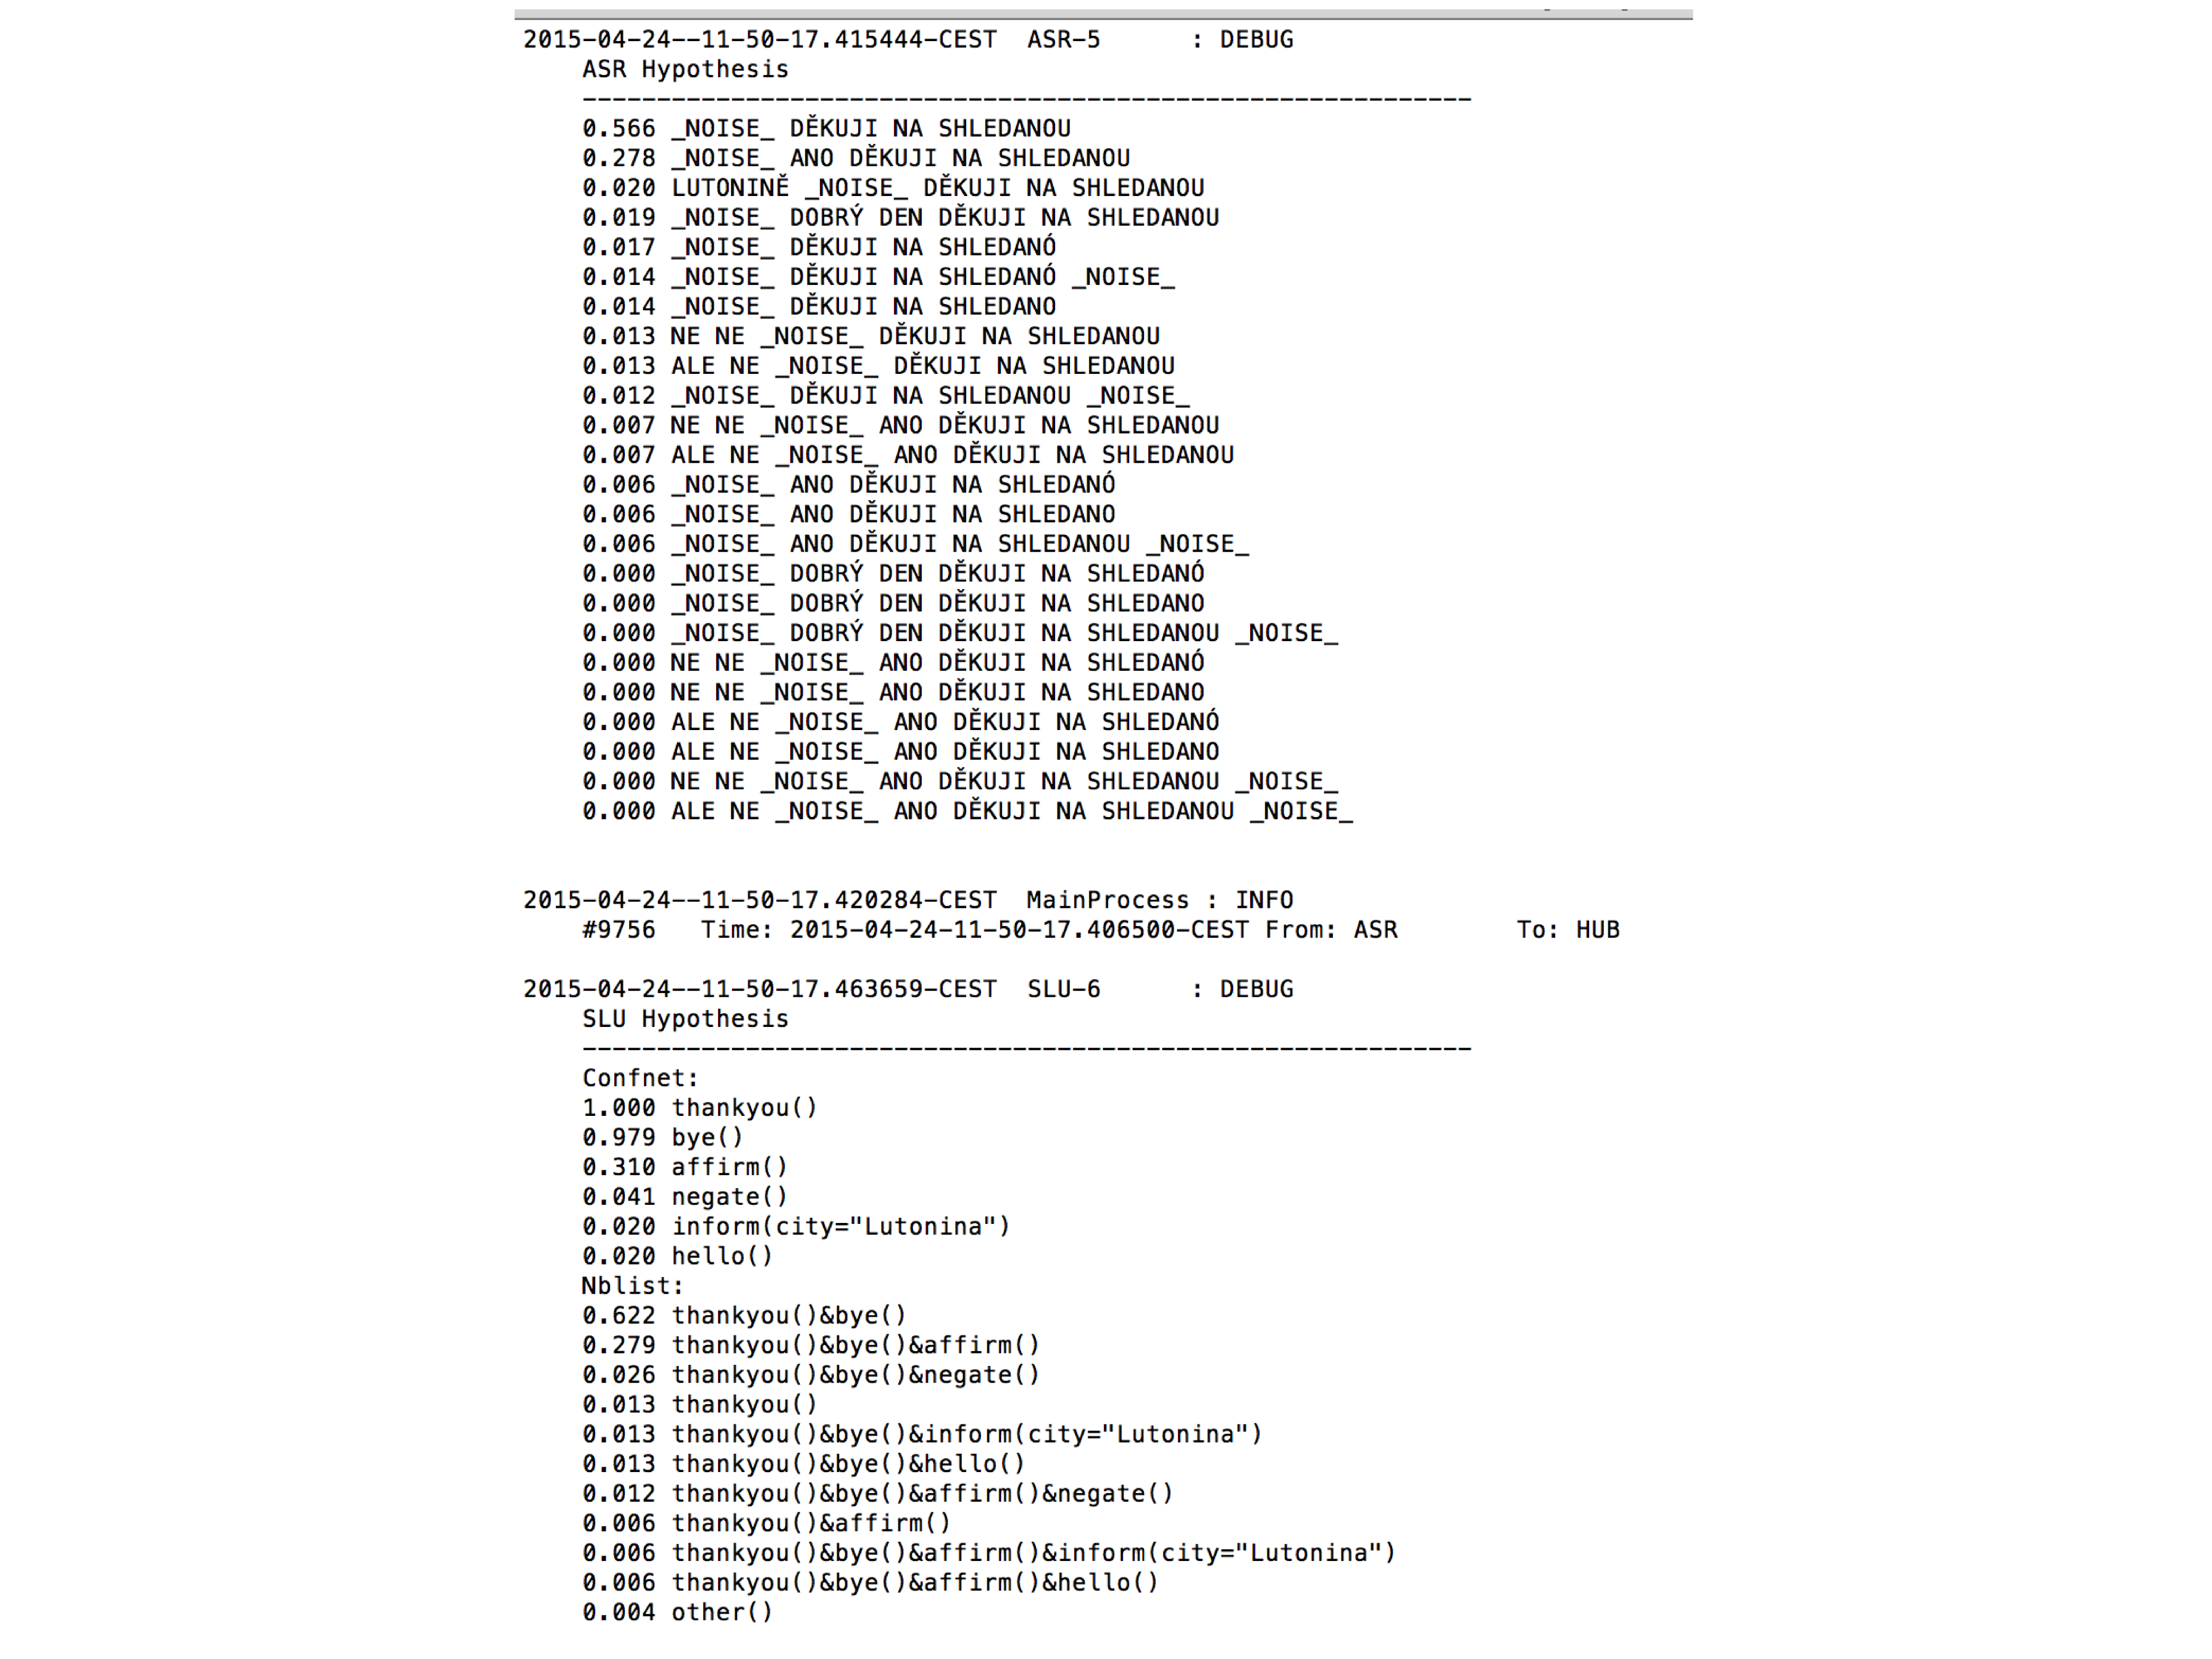 2015-04-24--11-50-17.415444-CEST  ASR-5      : DEBUG
    ASR Hypothesis
    ------------------------------------------------------------
    0.566 _NOISE_ DĚKUJI NA SHLEDANOU
    0.278 _NOISE_ ANO DĚKUJI NA SHLEDANOU
    0.020 LUTONINĚ _NOISE_ DĚKUJI NA SHLEDANOU
    0.019 _NOISE_ DOBRÝ DEN DĚKUJI NA SHLEDANOU
    0.017 _NOISE_ DĚKUJI NA SHLEDANÓ
    0.014 _NOISE_ DĚKUJI NA SHLEDANÓ _NOISE_
    0.014 _NOISE_ DĚKUJI NA SHLEDANO
    0.013 NE NE _NOISE_ DĚKUJI NA SHLEDANOU
    0.013 ALE NE _NOISE_ DĚKUJI NA SHLEDANOU
    0.012 _NOISE_ DĚKUJI NA SHLEDANOU _NOISE_
    0.007 NE NE _NOISE_ ANO DĚKUJI NA SHLEDANOU
    0.007 ALE NE _NOISE_ ANO DĚKUJI NA SHLEDANOU
    0.006 _NOISE_ ANO DĚKUJI NA SHLEDANÓ
    0.006 _NOISE_ ANO DĚKUJI NA SHLEDANO
    0.006 _NOISE_ ANO DĚKUJI NA SHLEDANOU _NOISE_
    0.000 _NOISE_ DOBRÝ DEN DĚKUJI NA SHLEDANÓ
    0.000 _NOISE_ DOBRÝ DEN DĚKUJI NA SHLEDANO
    0.000 _NOISE_ DOBRÝ DEN DĚKUJI NA SHLEDANOU _NOISE_
    0.000 NE NE _NOISE_ ANO DĚKUJI NA SHLEDANÓ
    0.000 NE NE _NOISE_ ANO DĚKUJI NA SHLEDANO
    0.000 ALE NE _NOISE_ ANO DĚKUJI NA SHLEDANÓ
    0.000 ALE NE _NOISE_ ANO DĚKUJI NA SHLEDANO
    0.000 NE NE _NOISE_ ANO DĚKUJI NA SHLEDANOU _NOISE_
    0.000 ALE NE _NOISE_ ANO DĚKUJI NA SHLEDANOU _NOISE_
2015-04-24--11-50-17.420284-CEST  MainProcess : INFO
    #9756   Time: 2015-04-24-11-50-17.406500-CEST From: ASR        To: HUB
2015-04-24--11-50-17.463659-CEST  SLU-6      : DEBUG
    SLU Hypothesis
    ------------------------------------------------------------
    Confnet:
    1.000 thankyou()
    0.979 bye()
    0.310 affirm()
    0.041 negate()
    0.020 inform(city="Lutonina")
    0.020 hello()
    Nblist:
    0.622 thankyou()&bye()
    0.279 thankyou()&bye()&affirm()
    0.026 thankyou()&bye()&negate()
    0.013 thankyou()
    0.013 thankyou()&bye()&inform(city="Lutonina")
    0.013 thankyou()&bye()&hello()
    0.012 thankyou()&bye()&affirm()&negate()
    0.006 thankyou()&affirm()
    0.006 thankyou()&bye()&affirm()&inform(city="Lutonina")
    0.006 thankyou()&bye()&affirm()&hello()
    0.004 other()